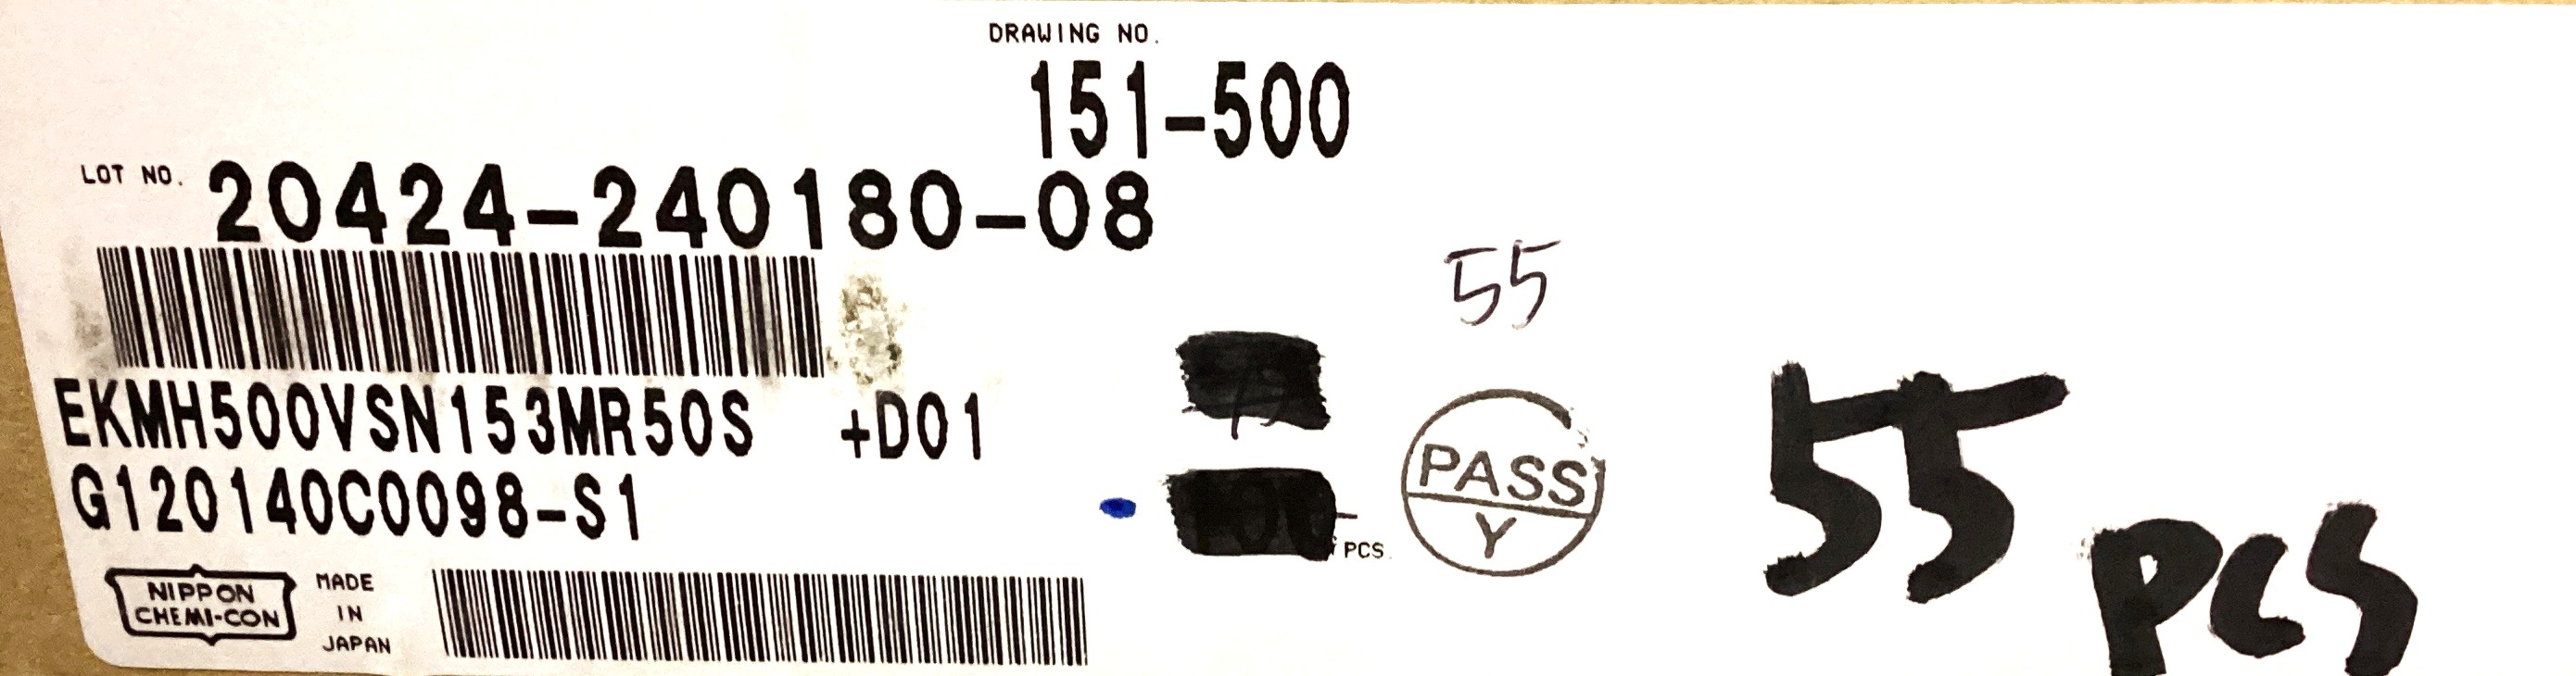 DRAWING NO.
151-500
LOT NO. 20424-240180-08
55
EKMH500VSN153MR50S +D01
G120140C0098-S1
PCS
PASS
Y
55 PCS
NIPPON
CHEMI-CON
MADE
IN
JAPAN